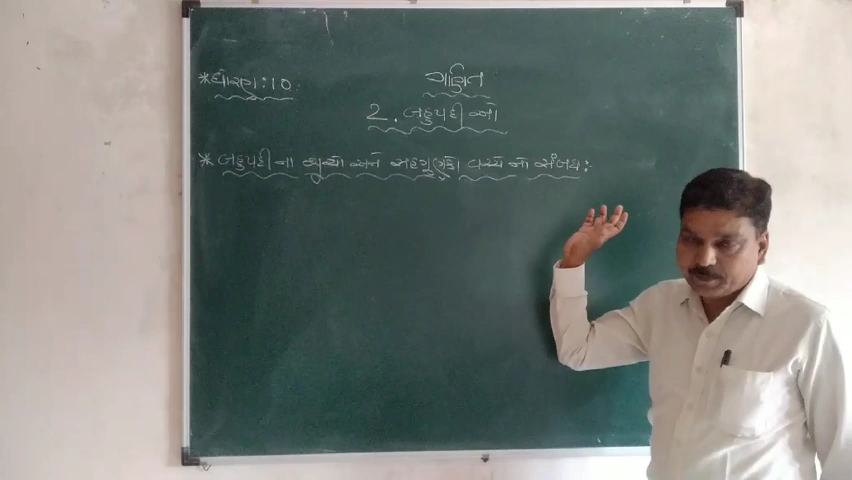 *ધોરણ:10
ગણિત
2. બહુપદીઓ
* બહુપદીના શૂન્યો અને સહગુણકો વચ્ચેનો સંબંધ:-